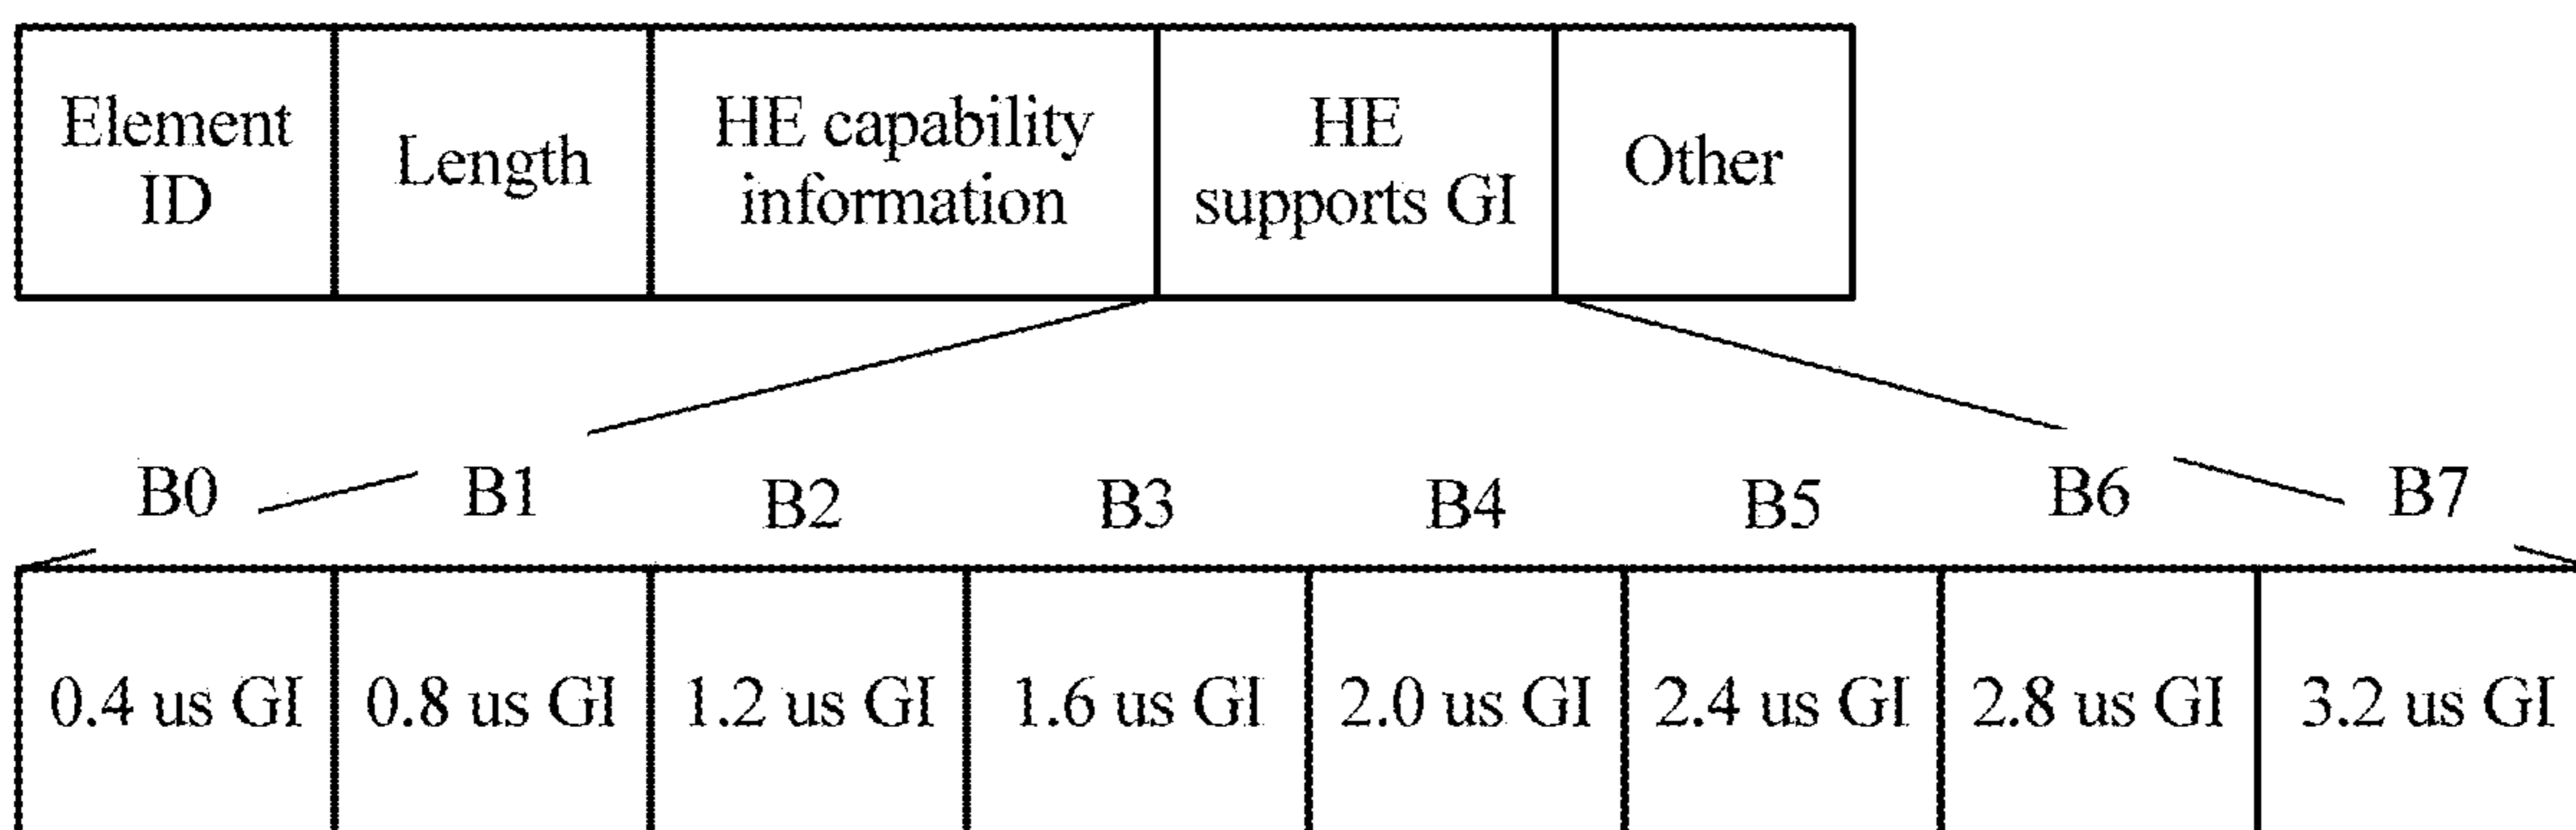 Element
ID
Length
HE capability
information
HE
supports GI
Other
B0
B1
B2
B3
B4
B5
B6
B7
0.4 us GI
0.8 us GI
1.2 us GI
1.6 us GI
2.0 us GI
2.4 us GI
2.8 us GI
3.2 us GI